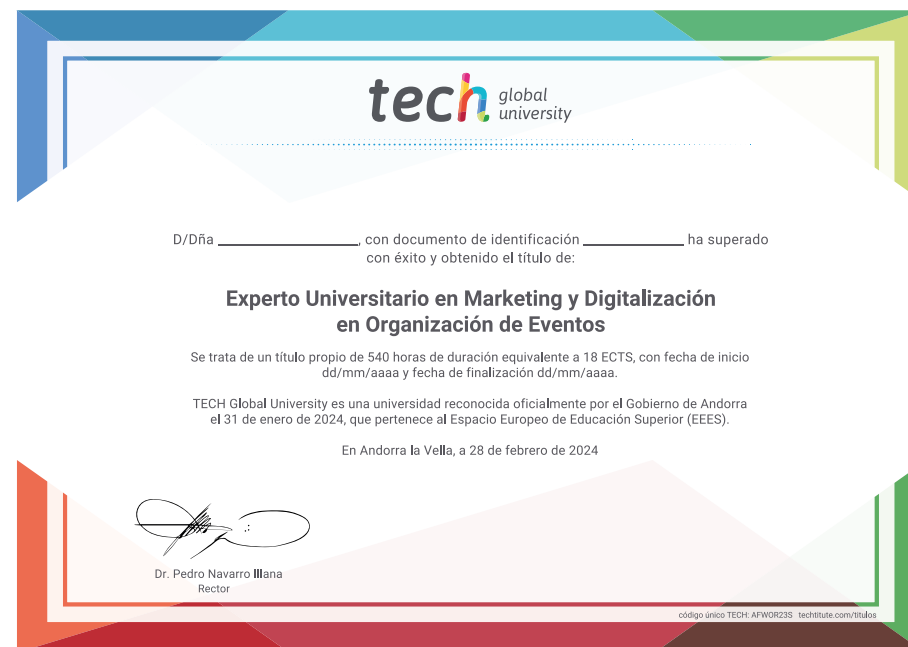 tech global university
D/Dña ______________, con documento de identificación ____________ ha superado
con éxito y obtenido el título de:
Experto Universitario en Marketing y Digitalización
en Organización de Eventos
Se trata de un título propio de 540 horas de duración equivalente a 18 ECTS, con fecha de inicio
dd/mm/aaaa y fecha de finalización dd/mm/aaaa.
TECH Global University es una universidad reconocida oficialmente por el Gobierno de Andorra
el 31 de enero de 2024, que pertenece al Espacio Europeo de Educación Superior (EEES).
En Andorra la Vella, a 28 de febrero de 2024
Dr. Pedro Navarro Illana
Rector
código único TECH: AFWOR23S techtitute.com/titulos